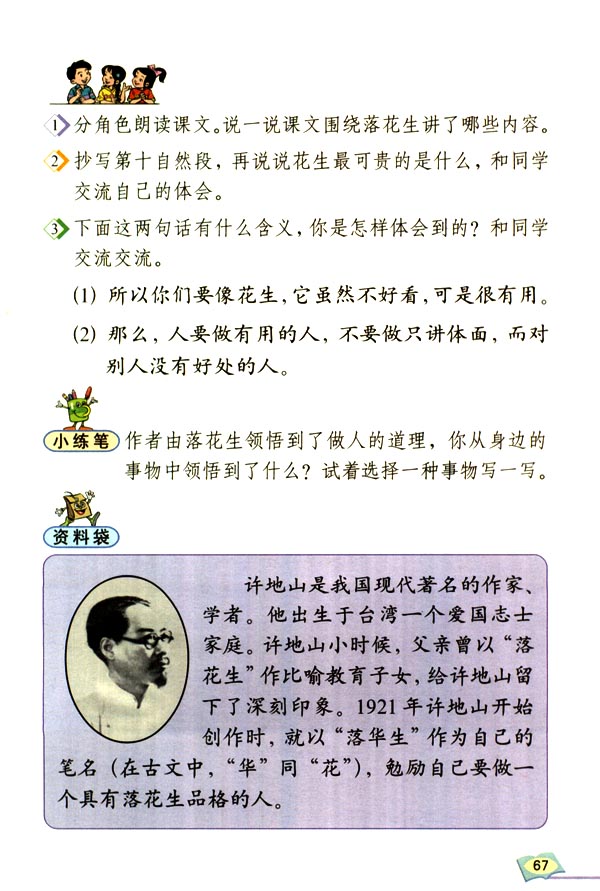 1 分角色朗读课文。说一说课文围绕落花生讲了哪些内容。
2 抄写第十自然段，再说说花生最可贵的是什么，和同学
交流自己的体会。
3 下面这两句话有什么含义，你是怎样体会到的？和同学
交流交流。
(1) 所以你们要像花生，它虽然不好看，可是很有用。
(2) 那么，人要做有用的人，不要做只讲体面，而对
别人没有好处的人。
小练笔 作者由落花生领悟到了做人的道理，你从身边的
事物中领悟到了什么？试着选择一种事物写一写。
资料袋
许地山是我国现代著名的作家、
学者。他出生于台湾一个爱国志士
家庭。许地山小时候，父亲曾以“落
花生”作比喻教育子女，给许地山留
下了深刻印象。1921年许地山开始
创作时，就以“落华生”作为自己的
笔名（在古文中，“华”同“花”），勉励自己要做一
个具有落花生品格的人。
67